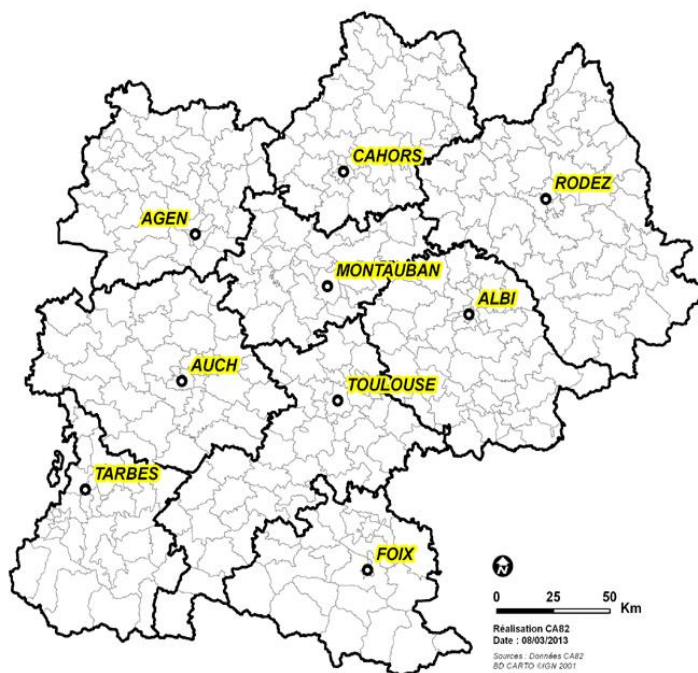 CAHORS
RODEZ
AGEN
MONTAUBAN
ALBI
AUCH
TOULOUSE
TARBES
FOIX
N
0 25 50
Km
Réalisation CA82
Date : 08/03/2013
Sources : Données CA82
BD CARTO ©IGN 2001